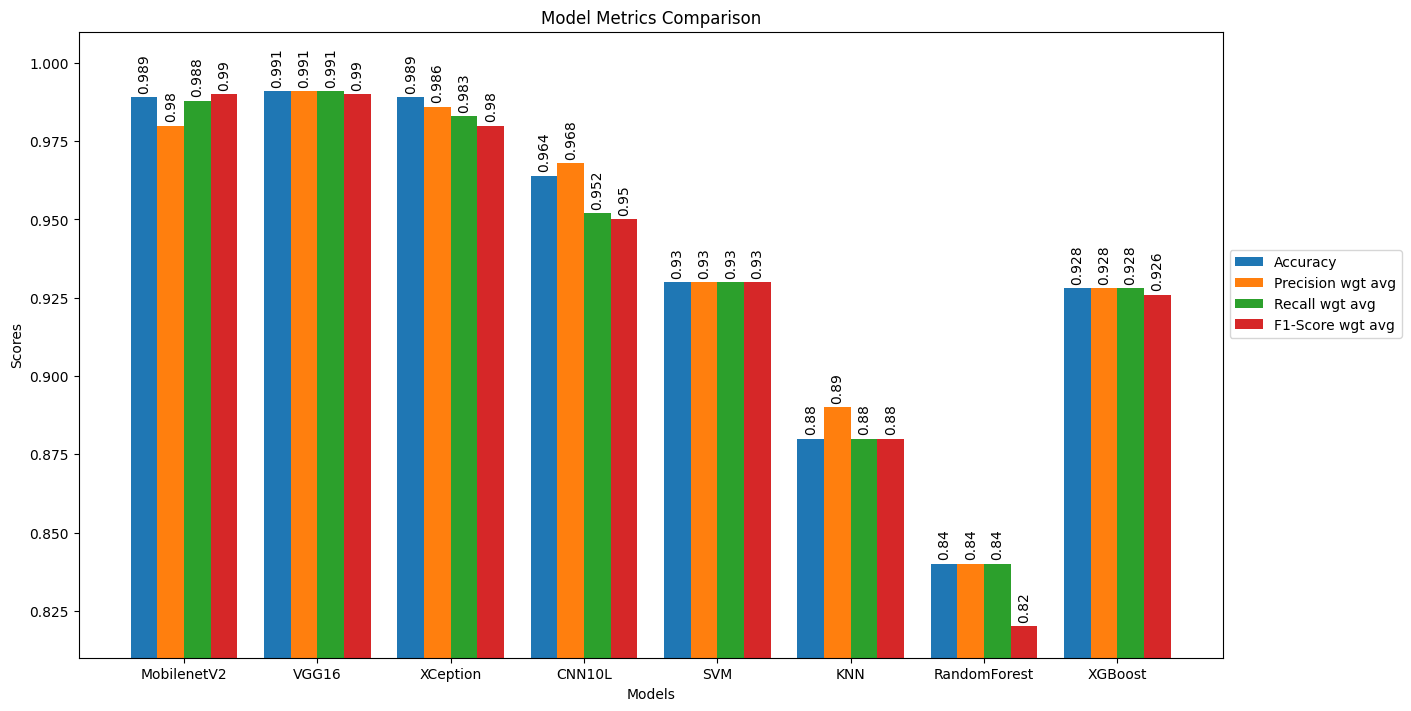 Model Metrics Comparison
Scores
1.000
0.975
0.950
0.925
0.900
0.875
0.850
0.825
0.989
0.98
0.988
0.99
0.991
0.991
0.991
0.99
0.989
0.986
0.983
0.98
0.964
0.968
0.952
0.95
0.93
0.93
0.93
0.93
0.88
0.89
0.88
0.88
0.84
0.84
0.84
0.82
0.928
0.928
0.928
0.926
MobilenetV2
VGG16
XCeption
CNN10L
SVM
KNN
RandomForest
XGBoost
Models
Accuracy
Precision wgt avg
Recall wgt avg
F1-Score wgt avg